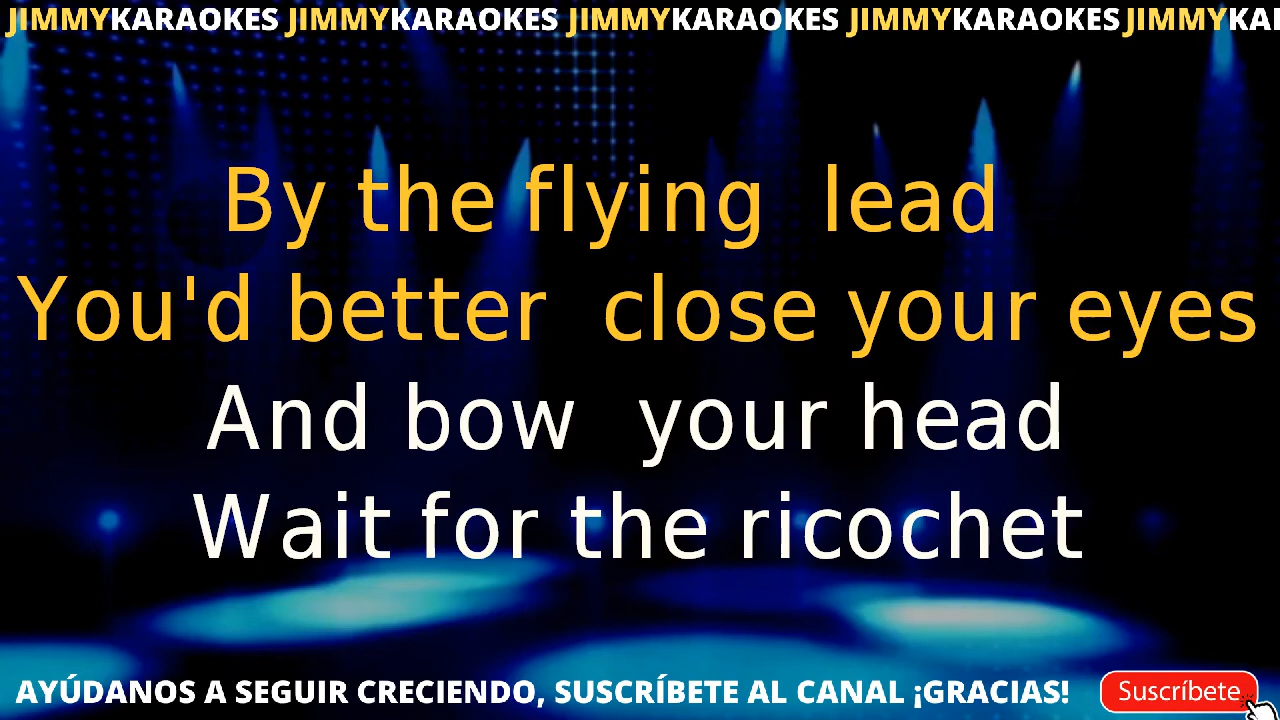 JIMMYKARAOKES JIMMYKARAOKES JIMMYKARAOKES JIMMYKARAOKES JIMMYKA
By the flying lead
You'd better close your eyes
And bow your head
Wait for the ricochet
AYÚDANOS A SEGUIR CRECIENDO, SUSCRÍBETE AL CANAL ¡GRACIAS! Suscríbete